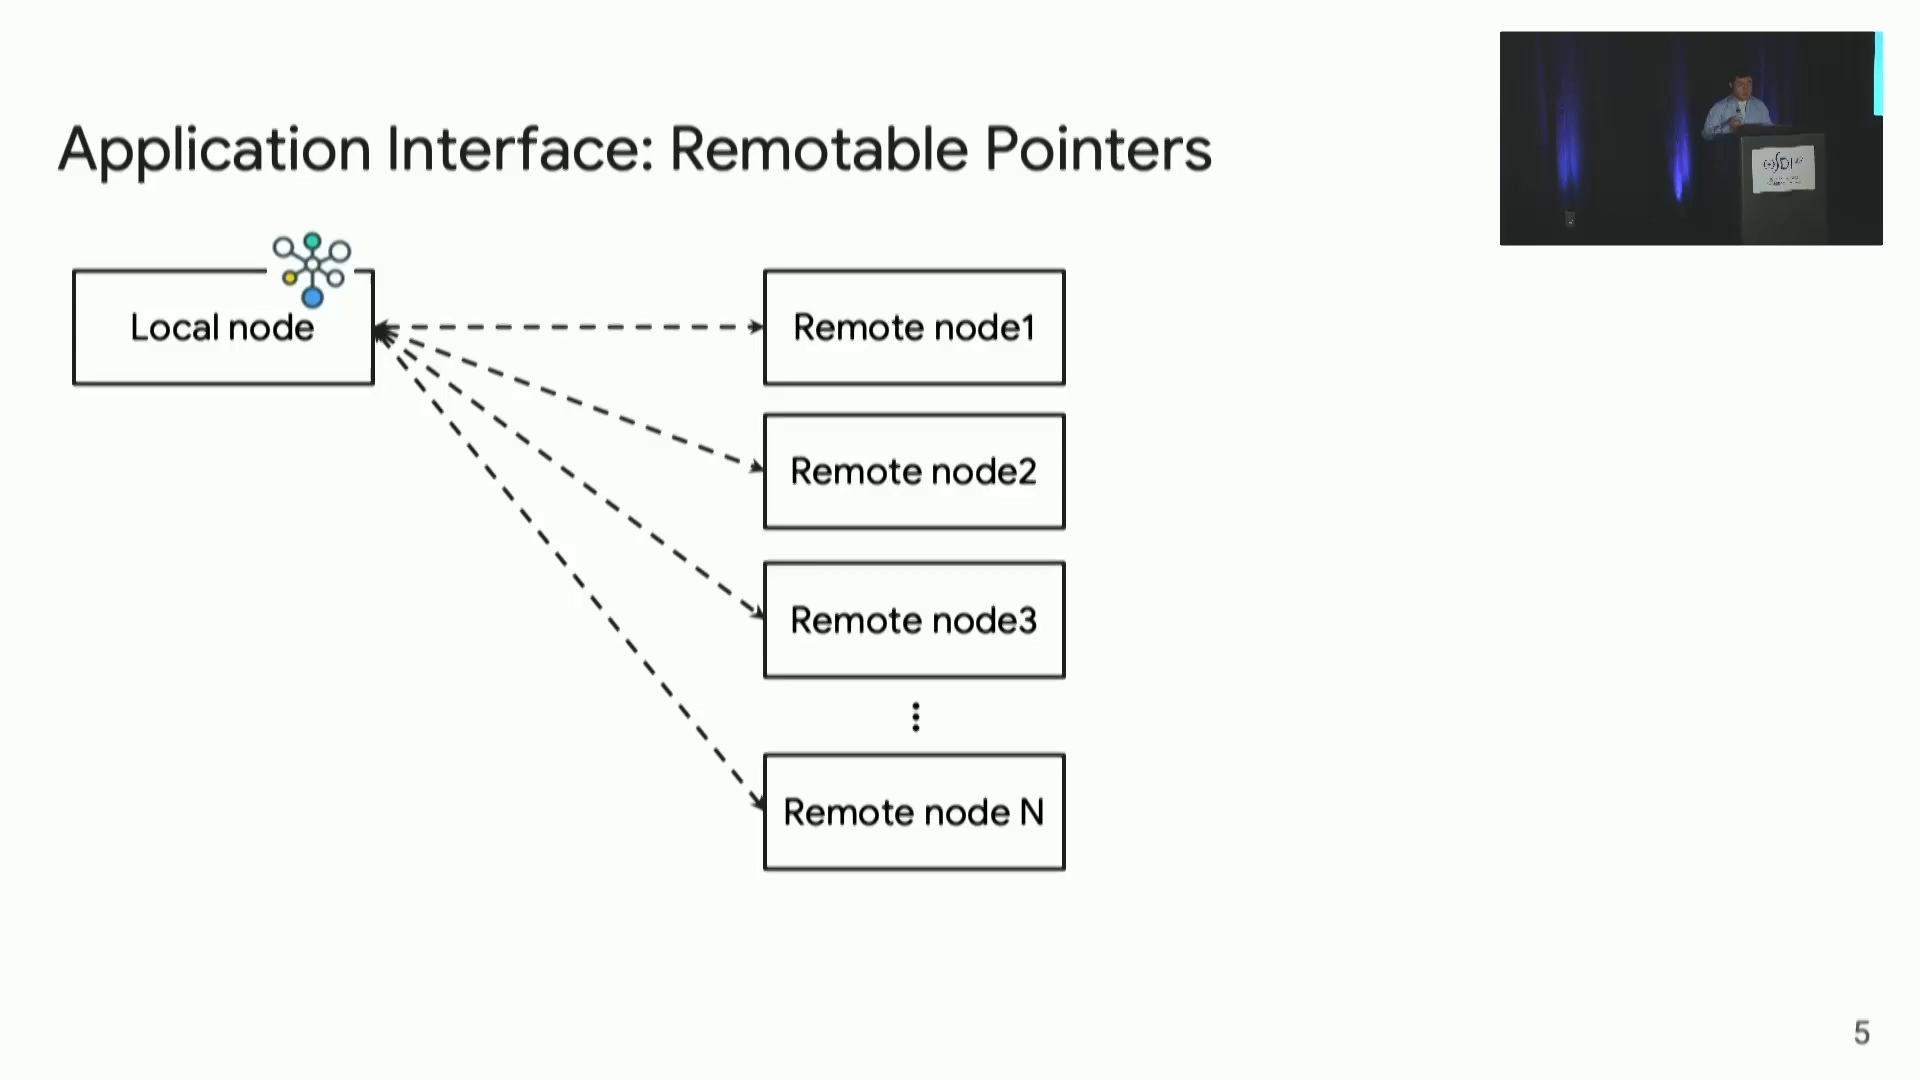 Application Interface: Remotable Pointers
Local node
Remote node1
Remote node2
Remote node3
Remote node N
5